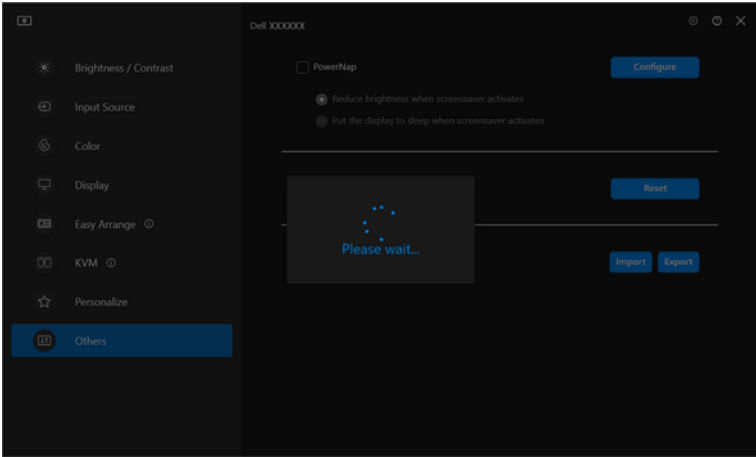 Dell XXXXXX
Brightness / Contrast
Input Source
Color
Display
Easy Arrange
KVM
Personalize
Others
PowerNap
Configure
Reduce brightness when screensaver activates
Put the display to sleep when screensaver activates
Reset
Please wait...
Import Export